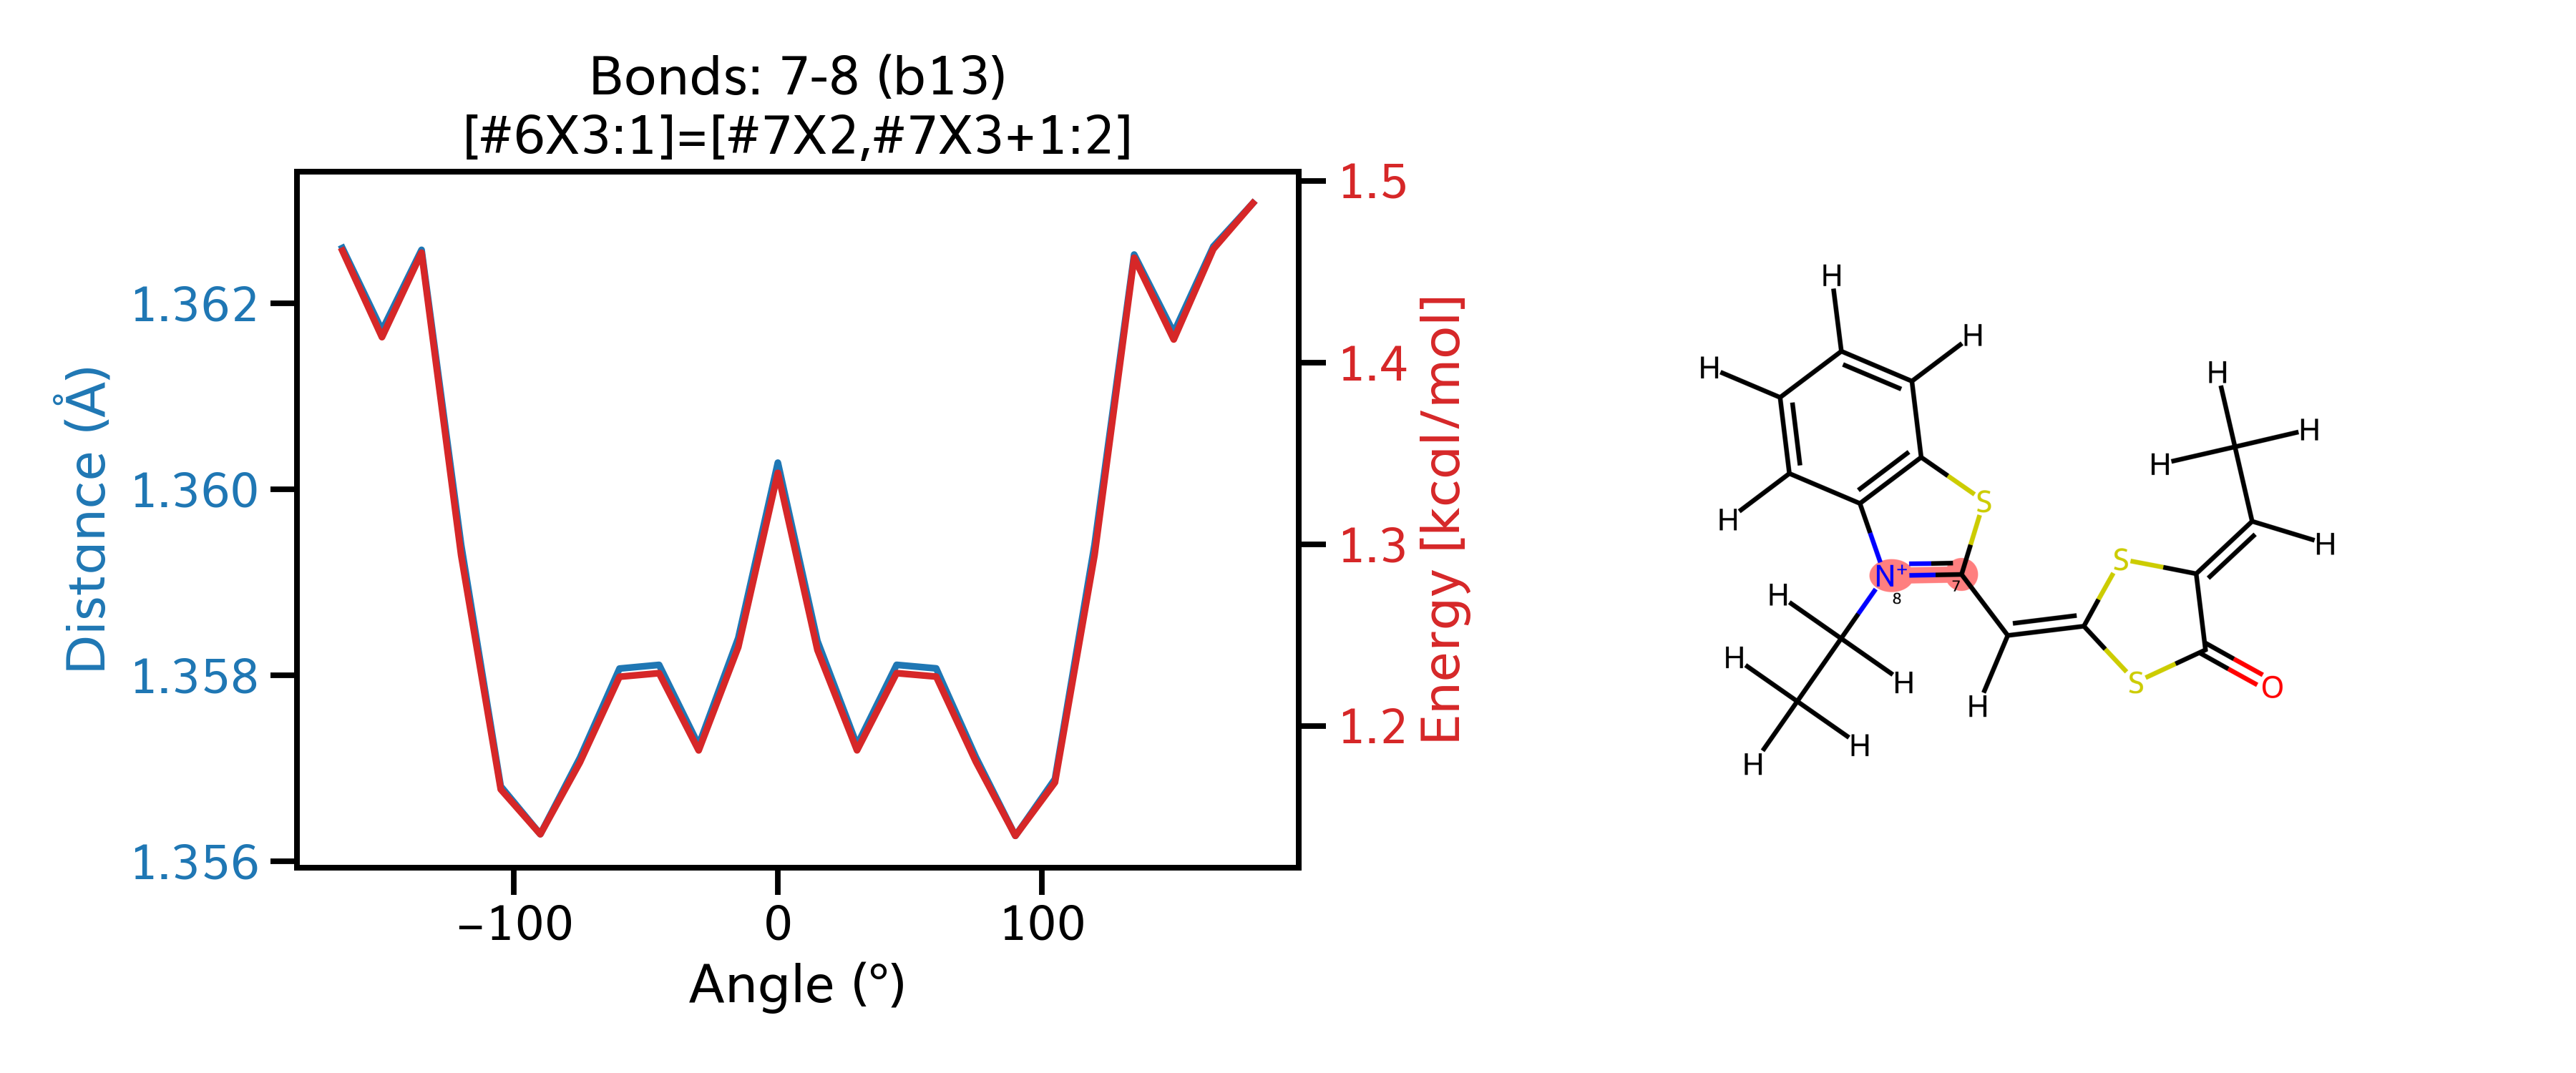 Bonds: 7-8 (b13)
[#6X3:1]=[#7X2,#7X3+1:2]
Distance (Å)
1.362
1.360
1.358
1.356
1.5
1.4
1.3
1.2
Energy [kcal/mol]
−100
0
100
Angle (°)
H
H
H
H
H
H
H
S
S
H
N+
8
7
H
H
S
O
H
H
H
H